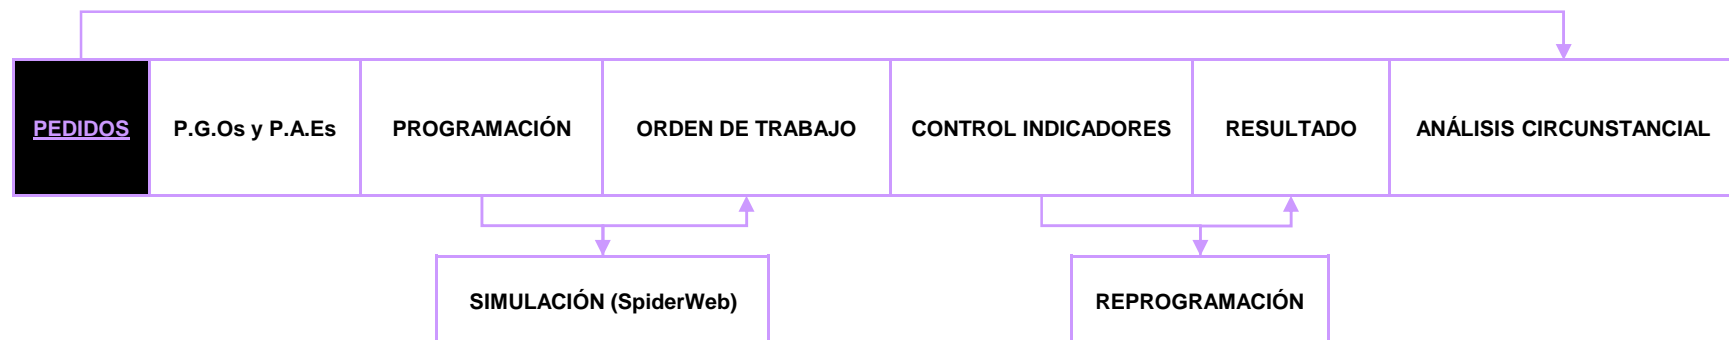 PEDIDOS
P.G.Os y P.A.Es
PROGRAMACIÓN
ORDEN DE TRABAJO
CONTROL INDICADORES
RESULTADO
ANÁLISIS CIRCUNSTANCIAL
SIMULACIÓN (SpiderWeb)
REPROGRAMACIÓN